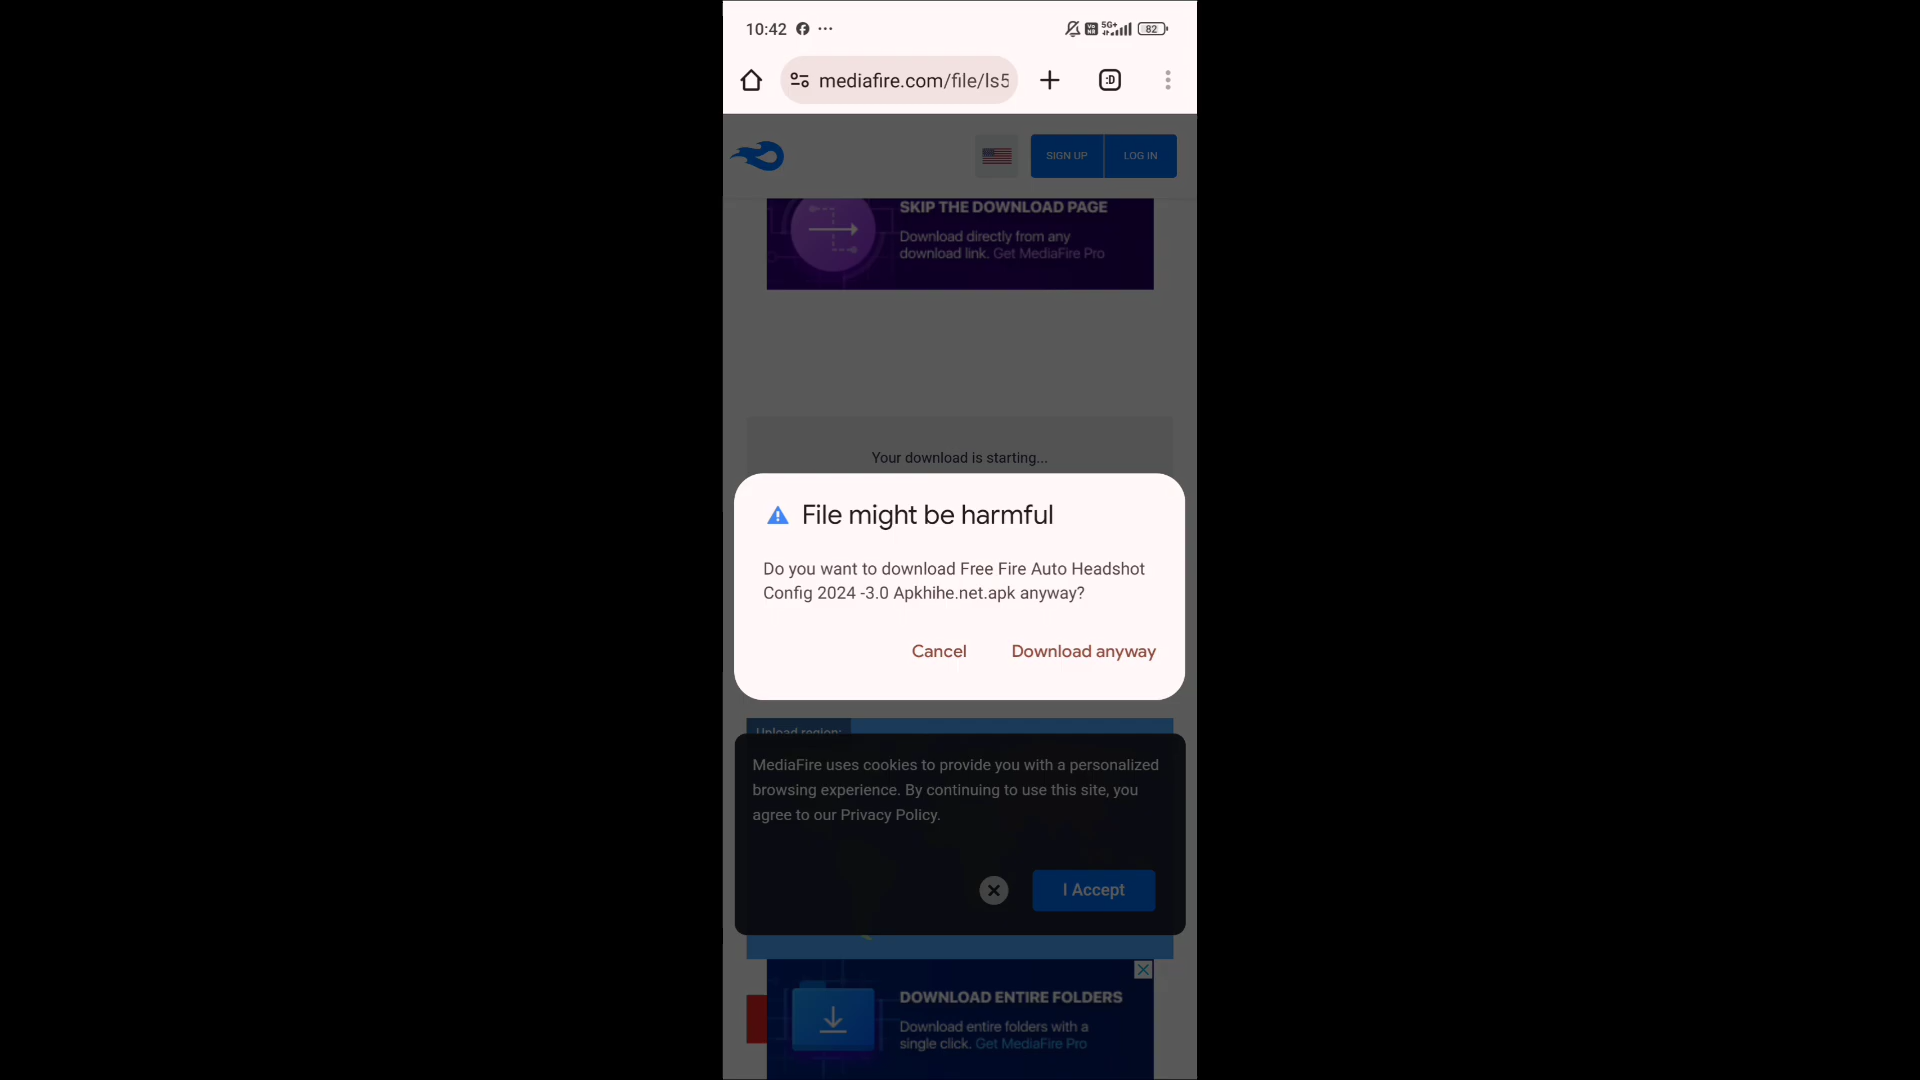 10:42
5G+
82
mediafire.com/file/ls5
:D
SIGN UP
LOG IN
SKIP THE DOWNLOAD PAGE
Download directly from any
download link. Get MediaFire Pro
Your download is starting...
File might be harmful
Do you want to download Free Fire Auto Headshot
Config 2024 -3.0 Apkhihe.net.apk anyway?
Cancel
Download anyway
Upload region:
MediaFire uses cookies to provide you with a personalized
browsing experience. By continuing to use this site, you
agree to our Privacy Policy.
I Accept
DOWNLOAD ENTIRE FOLDERS
Download entire folders with a
single click. Get MediaFire Pro